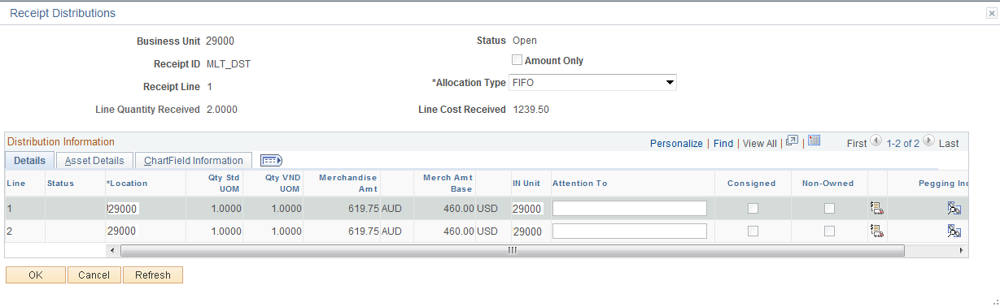 Receipt Distributions
Business Unit 29000 Status Open
Receipt ID MLT_DST Amount Only
Receipt Line 1 *Allocation Type FIFO
Line Quantity Received 2.0000 Line Cost Received 1239.50
Distribution Information Personalize | Find | View All | | First 1-2 of 2 Last
Details Asset Details ChartField Information
Line Status *Location Qty Std UOM Qty VND UOM Merchandise Amt Merch Amt Base IN Unit Attention To Consigned Non-Owned Pegging Inq
1 29000 1.0000 1.0000 619.75 AUD 460.00 USD 29000
2 29000 1.0000 1.0000 619.75 AUD 460.00 USD 29000
OK Cancel Refresh